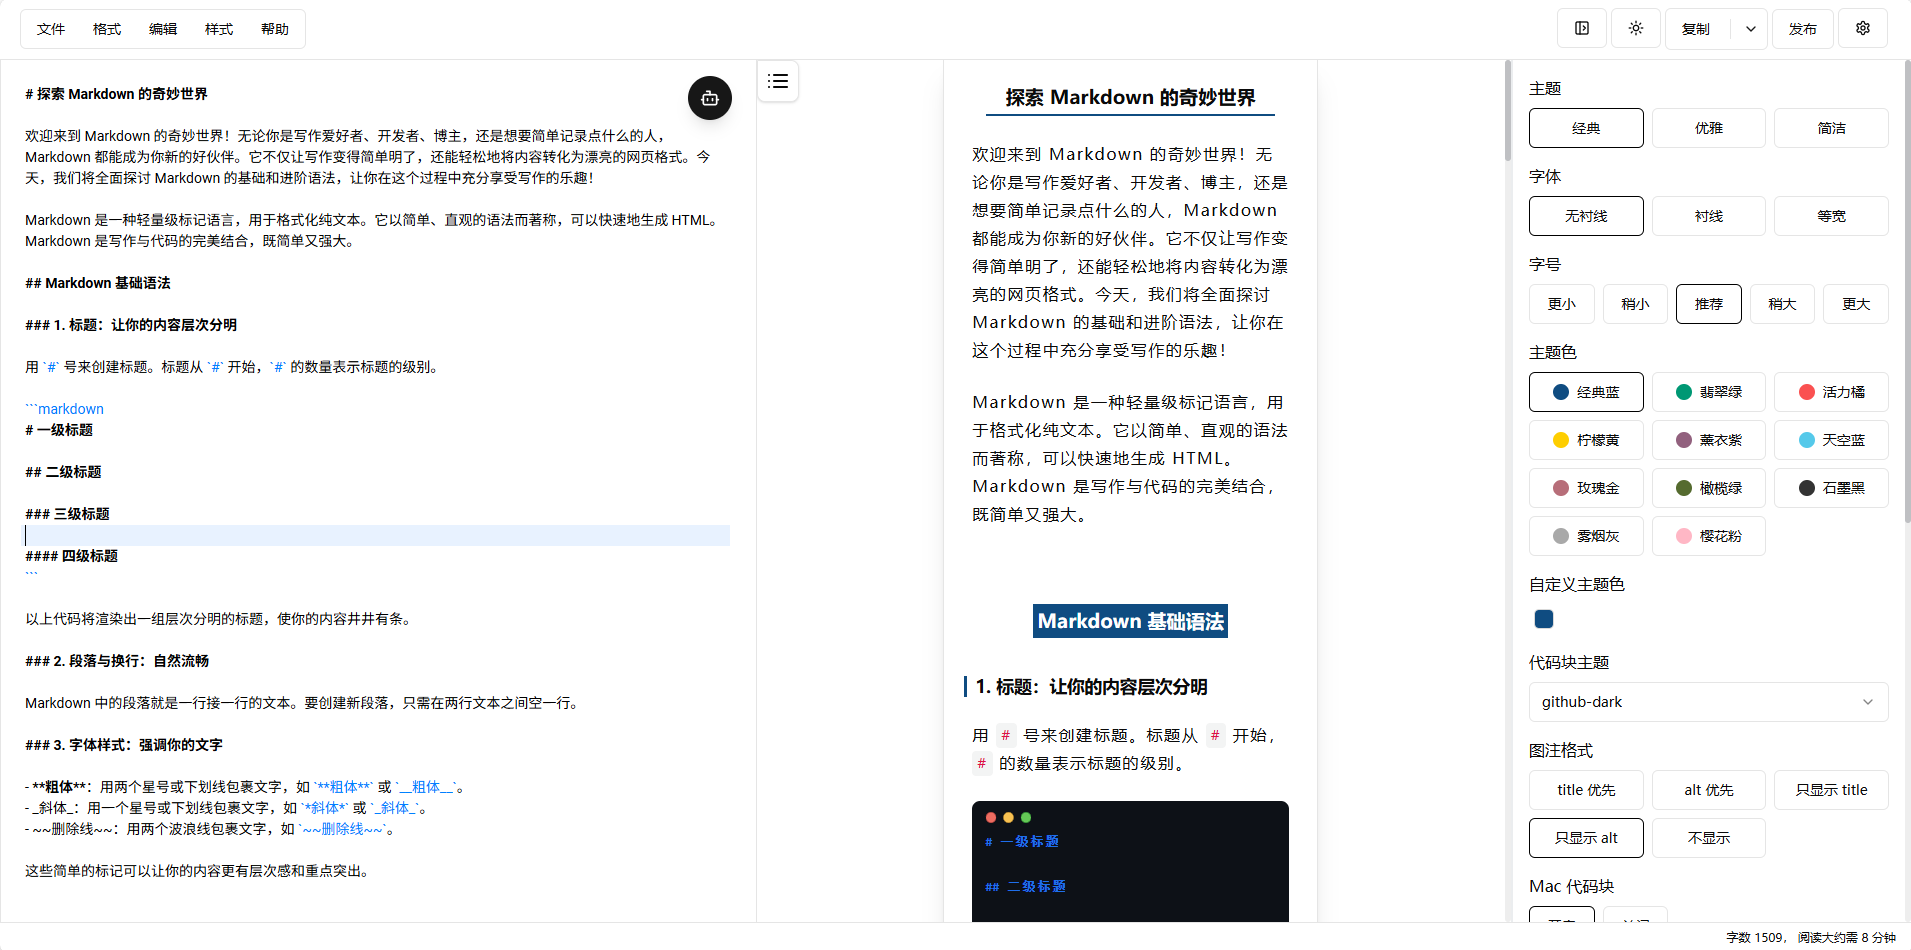 文件 格式 编辑 样式 帮助 复制 发布
# 探索 Markdown 的奇妙世界
欢迎来到 Markdown 的奇妙世界！无论你是写作爱好者、开发者、博主，还是想要简单记录点什么的人，
Markdown 都能成为你新的好伙伴。它不仅让写作变得简单明了，还能轻松地将内容转化为漂亮的网页格式。今
天，我们将全面探讨 Markdown 的基础和进阶语法，让你在这个过程中充分享受写作的乐趣！
Markdown 是一种轻量级标记语言，用于格式化纯文本。它以简单、直观的语法而著称，可以快速地生成 HTML。
Markdown 是写作与代码的完美结合，既简单又强大。
## Markdown 基础语法
### 1. 标题：让你的内容层次分明
用 `#` 号来创建标题。标题从 `#` 开始，`#` 的数量表示标题的级别。
```markdown
# 一级标题
## 二级标题
### 三级标题
#### 四级标题
```
以上代码将渲染出一组层次分明的标题，使你的内容井井有条。
### 2. 段落与换行：自然流畅
Markdown 中的段落就是一行接一行的文本。要创建新段落，只需在两行文本之间空一行。
### 3. 字体样式：强调你的文字
- **粗体**：用两个星号或下划线包裹文字，如 `**粗体**` 或 `__粗体__`。
- _斜体_：用一个星号或下划线包裹文字，如 `*斜体*` 或 `_斜体_`。
- ~~删除线~~：用两个波浪线包裹文字，如 `~~删除线~~`。
这些简单的标记可以让你的内容更有层次感和重点突出。
探索 Markdown 的奇妙世界
欢迎来到 Markdown 的奇妙世界！无
论你是写作爱好者、开发者、博主，还是
想要简单记录点什么的人，Markdown
都能成为你新的好伙伴。它不仅让写作变
得简单明了，还能轻松地将内容转化为漂
亮的网页格式。今天，我们将全面探讨
Markdown 的基础和进阶语法，让你在
这个过程中充分享受写作的乐趣！
Markdown 是一种轻量级标记语言，用
于格式化纯文本。它以简单、直观的语法
而著称，可以快速地生成 HTML。
Markdown 是写作与代码的完美结合，
既简单又强大。
Markdown 基础语法
1. 标题：让你的内容层次分明
用 # 号来创建标题。标题从 # 开始，
# 的数量表示标题的级别。
# 一级标题
## 二级标题
主题
经典 优雅 简洁
字体
无衬线 衬线 等宽
字号
更小 稍小 推荐 稍大 更大
主题色
经典蓝 翡翠绿 活力橘
柠檬黄 薰衣紫 天空蓝
玫瑰金 橄榄绿 石墨黑
雾烟灰 樱花粉
自定义主题色
代码块主题
github-dark
图注格式
title 优先 alt 优先 只显示 title
只显示 alt 不显示
Mac 代码块
字数 1509， 阅读大约需 8 分钟